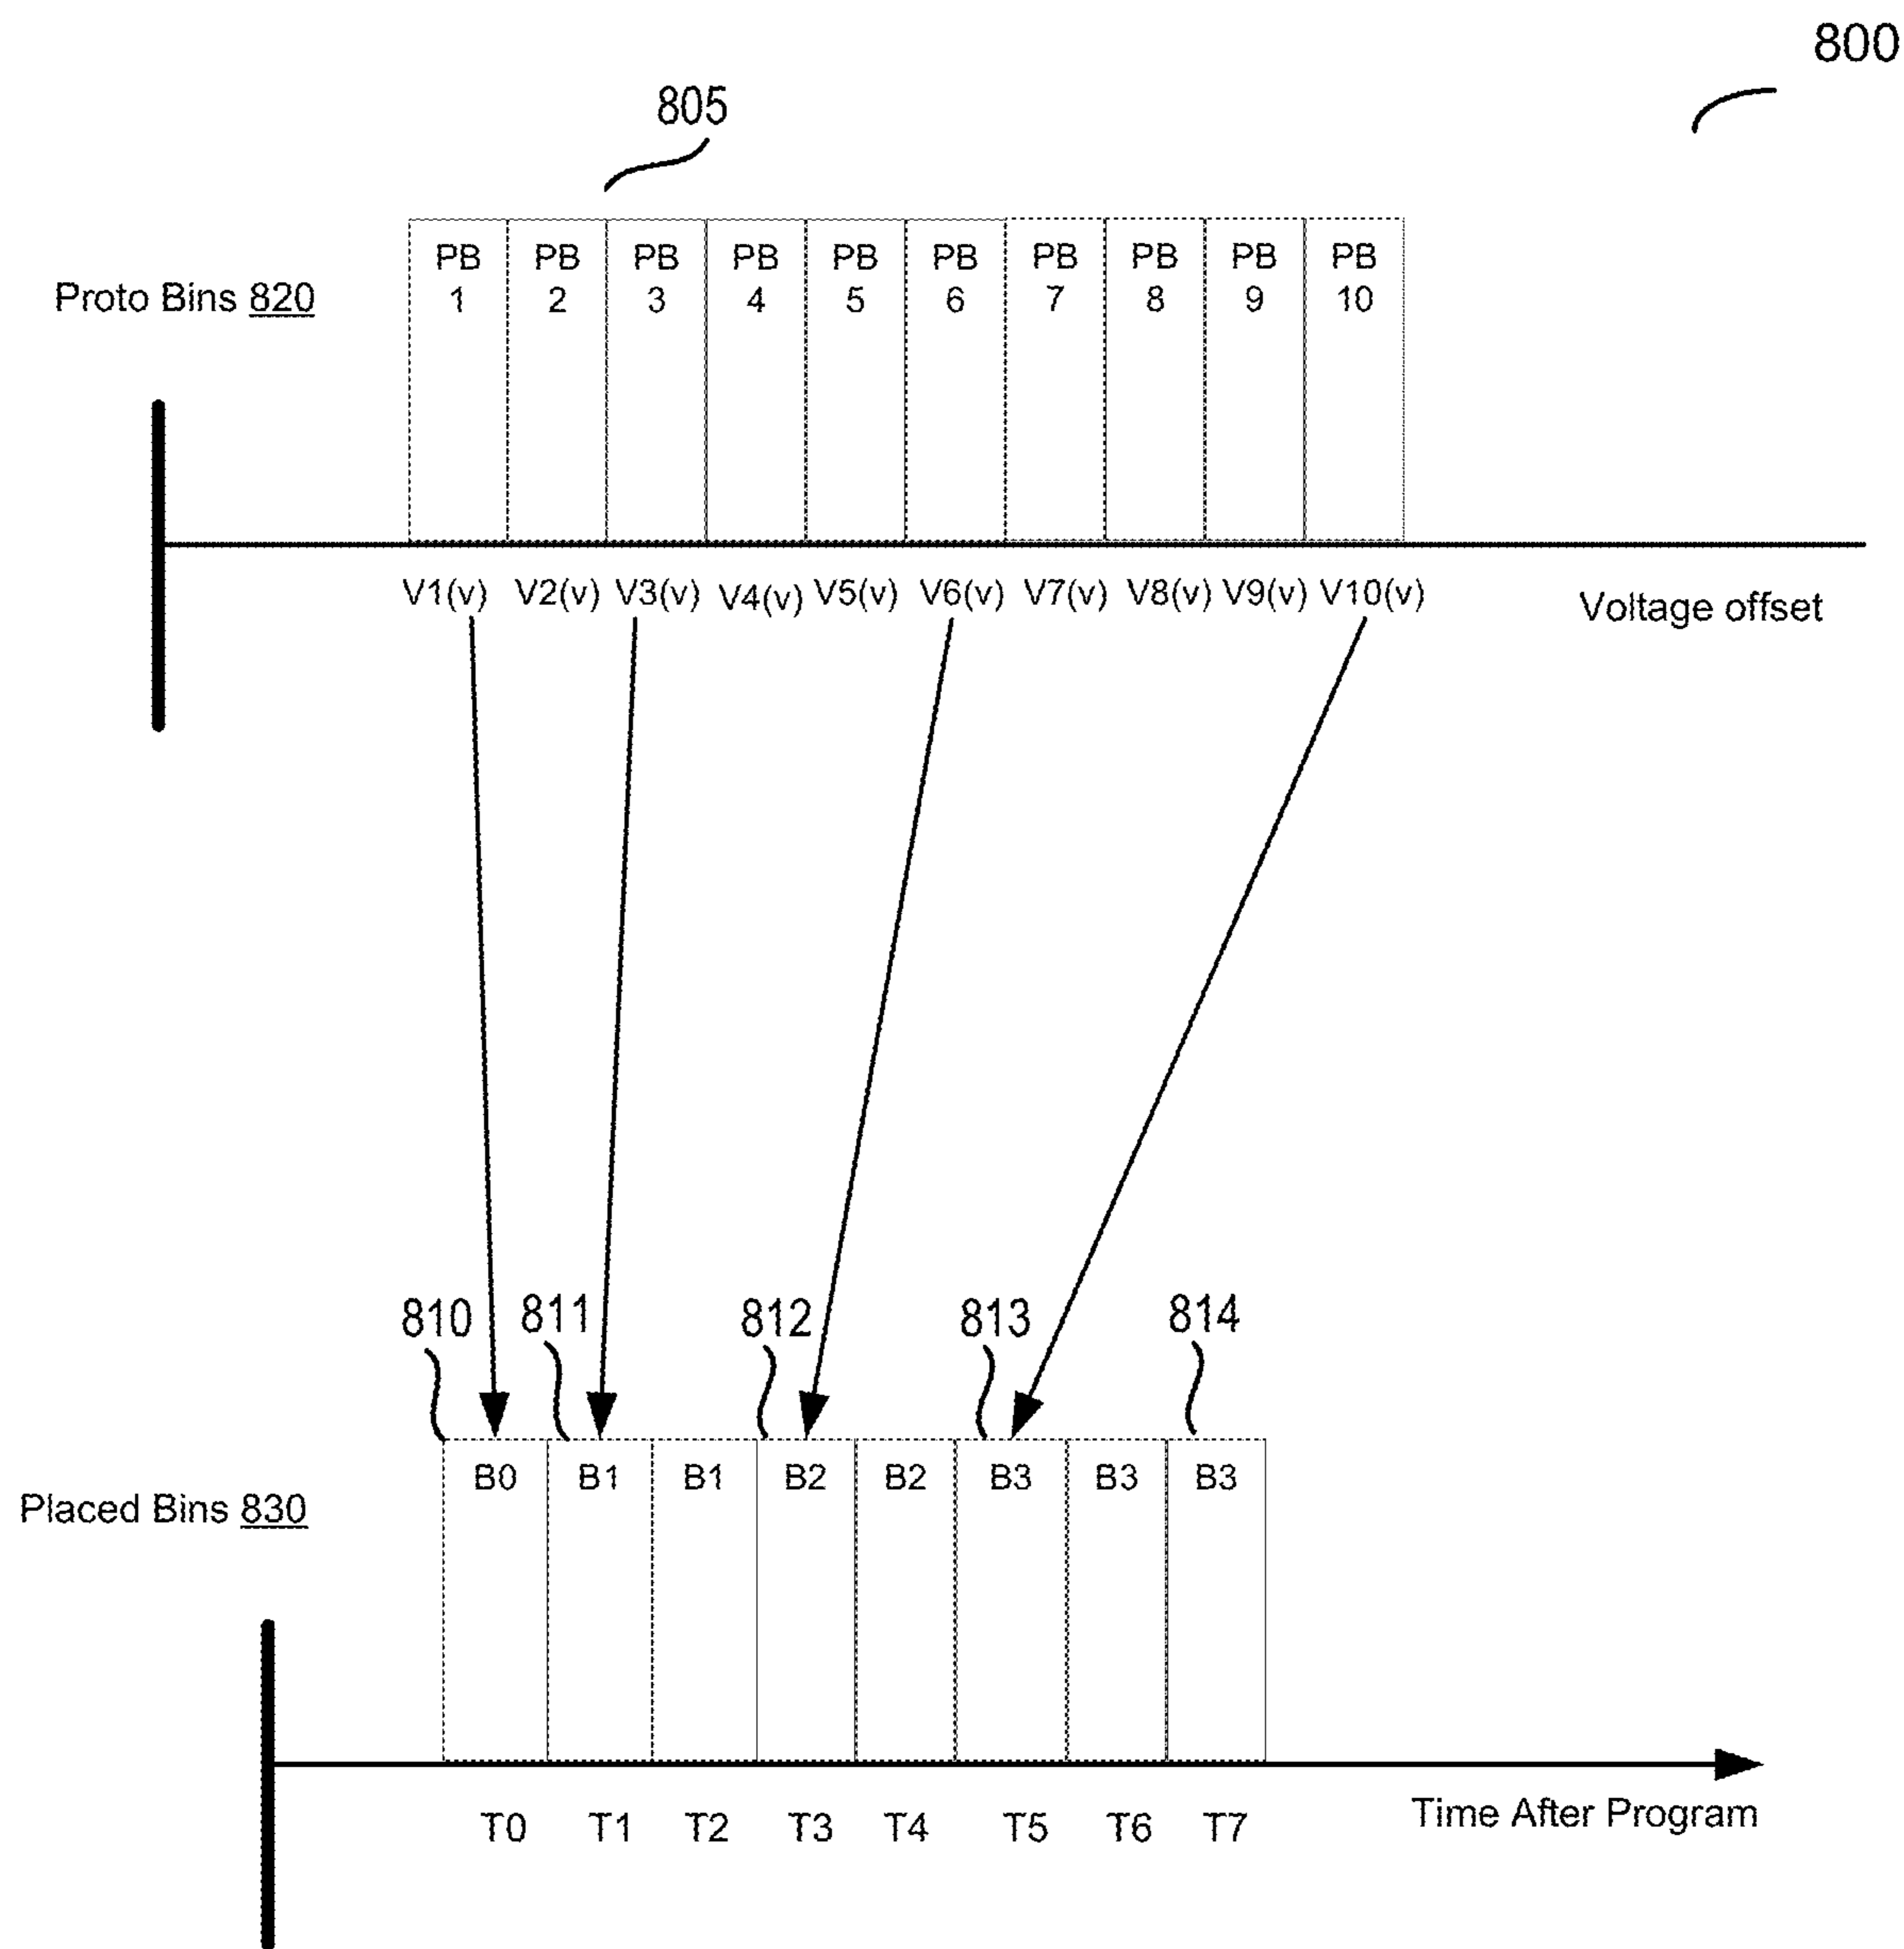 800
805
PB PB PB PB PB PB PB PB PB PB
1 2 3 4 5 6 7 8 9 10
Proto Bins 820
V1(v) V2(v) V3(v) V4(v) V5(v) V6(v) V7(v) V8(v) V9(v) V10(v)
Voltage offset
810 811 812 813 814
B0 B1 B1 B2 B2 B3 B3 B3
Placed Bins 830
T0 T1 T2 T3 T4 T5 T6 T7
Time After Program